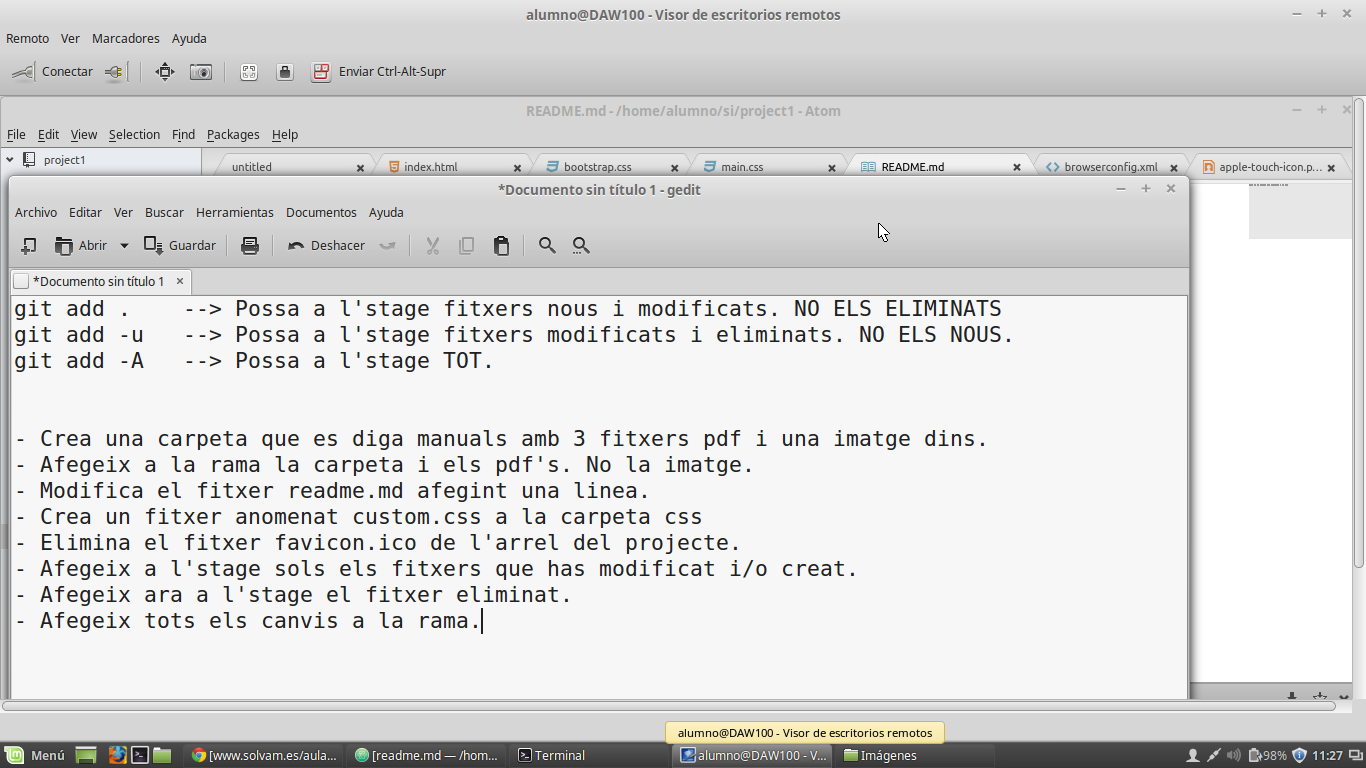 alumno@DAW100 - Visor de escritorios remotos
Remoto Ver Marcadores Ayuda
Conectar Enviar Ctrl-Alt-Supr
README.md - /home/alumno/si/project1 - Atom
File Edit View Selection Find Packages Help
project1 untitled index.html bootstrap.css main.css README.md browserconfig.xml apple-touch-icon.p...
*Documento sin título 1 - gedit
Archivo Editar Ver Buscar Herramientas Documentos Ayuda
Abrir Guardar Deshacer
*Documento sin título 1
git add . --> Possa a l'stage fitxers nous i modificats. NO ELS ELIMINATS
git add -u --> Possa a l'stage fitxers modificats i eliminats. NO ELS NOUS.
git add -A --> Possa a l'stage TOT.
- Crea una carpeta que es diga manuals amb 3 fitxers pdf i una imatge dins.
- Afegeix a la rama la carpeta i els pdf's. No la imatge.
- Modifica el fitxer readme.md afegint una linea.
- Crea un fitxer anomenat custom.css a la carpeta css
- Elimina el fitxer favicon.ico de l'arrel del projecte.
- Afegeix a l'stage sols els fitxers que has modificat i/o creat.
- Afegeix ara a l'stage el fitxer eliminat.
- Afegeix tots els canvis a la rama.
alumno@DAW100 - Visor de escritorios remotos
Menú [www.solvam.es/aula... [readme.md — /hom... Terminal alumno@DAW100 - V... Imágenes 98% 11:27